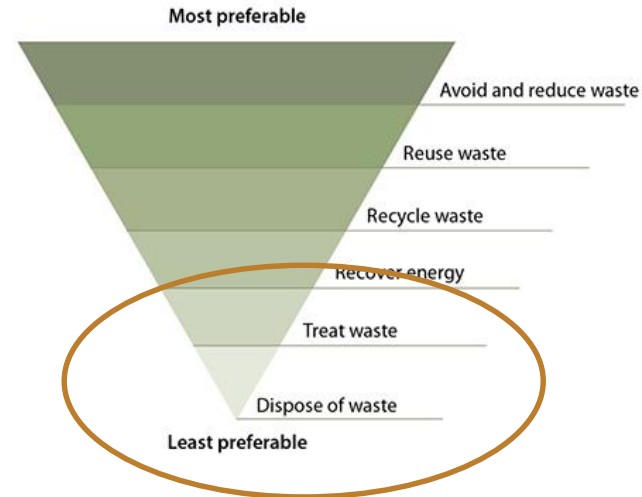 Most preferable
Avoid and reduce waste
Reuse waste
Recycle waste
Recover energy
Treat waste
Dispose of waste
Least preferable